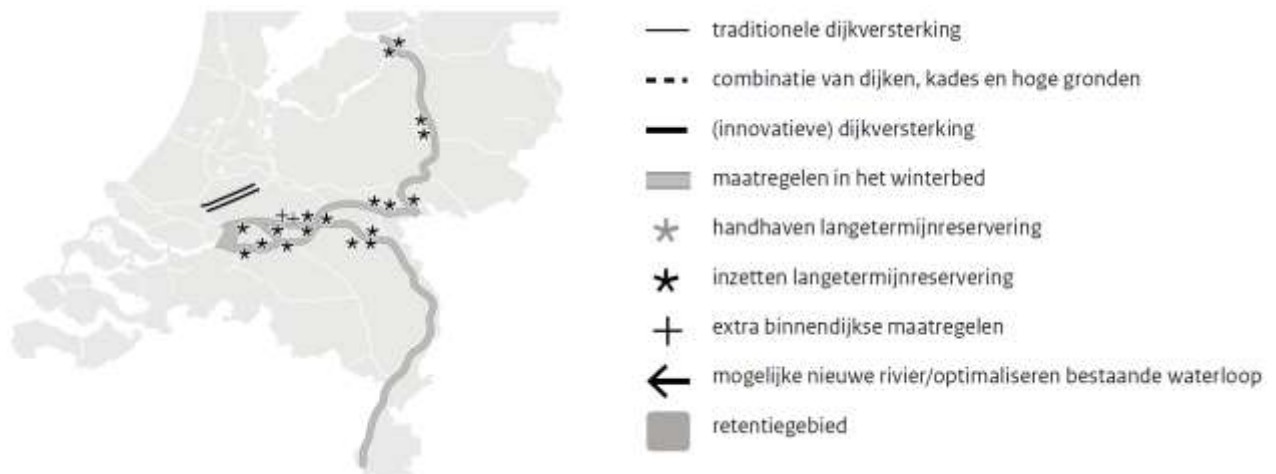 traditionele dijkversterking
combinatie van dijken, kades en hoge gronden
(innovatieve) dijkversterking
maatregelen in het winterbed
handhaven langetermijnreservering
inzetten langetermijnreservering
extra binnendijkse maatregelen
mogelijke nieuwe rivier/optimaliseren bestaande waterloop
retentiegebied